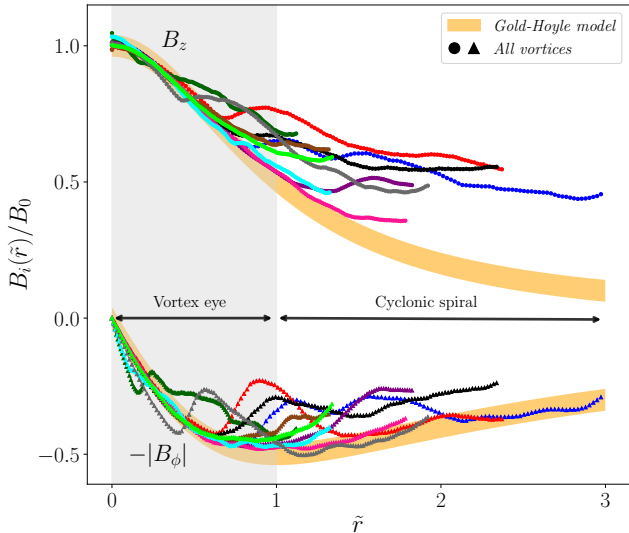 B_z
Gold-Hoyle model
All vortices
1.0
0.5
0.0
−0.5
B_i(r̃)/B_0
Vortex eye
Cyclonic spiral
−|B_ϕ|
0
1
2
3
r̃